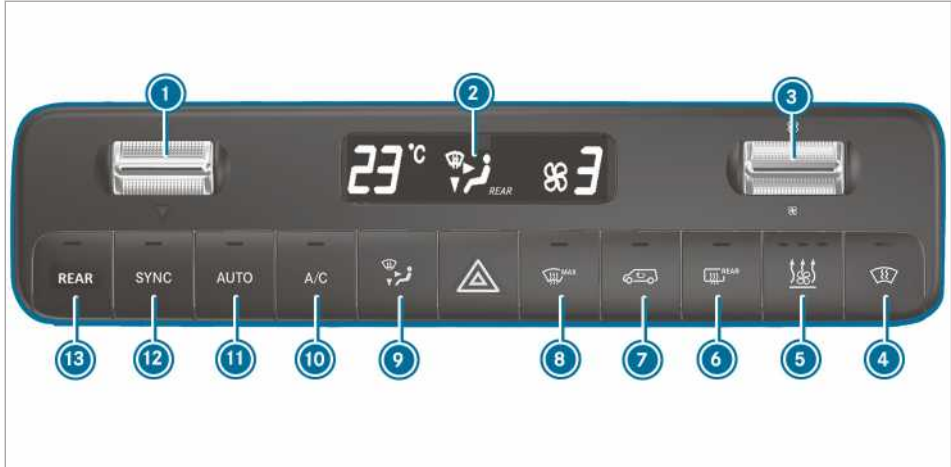 1 2 3
23 °C REAR 3
REAR SYNC AUTO A/C MAX REAR
13 12 11 10 9 8 7 6 5 4